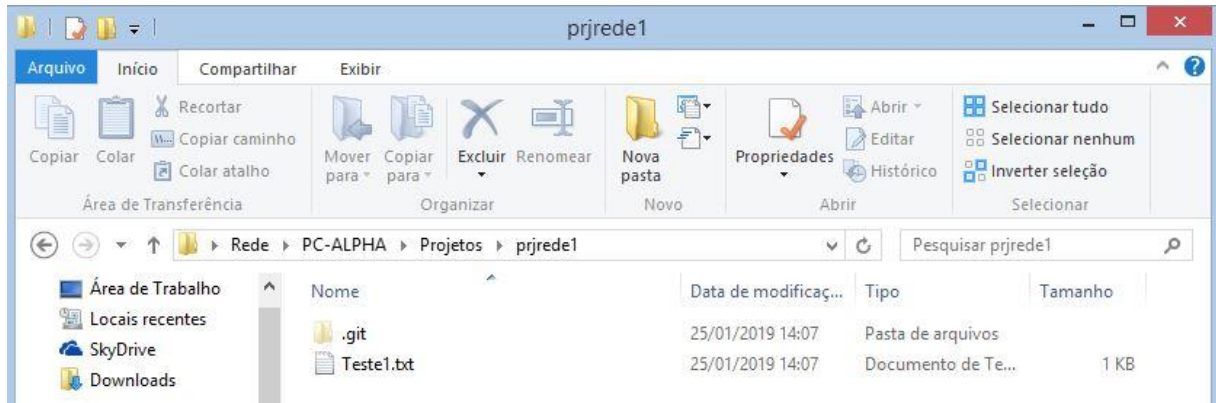 prjrede1
Arquivo Início Compartilhar Exibir
Copiar
Colar
Recortar
Copiar caminho
Colar atalho
Área de Transferência
Mover para
Copiar para
Excluir
Renomear
Organizar
Nova pasta
Novo
Propriedades
Abrir
Editar
Histórico
Abrir
Selecionar tudo
Selecionar nenhum
Inverter seleção
Selecionar
Rede PC-ALPHA Projetos prjrede1
Pesquisar prjrede1
Área de Trabalho
Locais recentes
SkyDrive
Downloads
Nome Data de modificaç... Tipo Tamanho
.git 25/01/2019 14:07 Pasta de arquivos
Teste1.txt 25/01/2019 14:07 Documento de Te... 1 KB